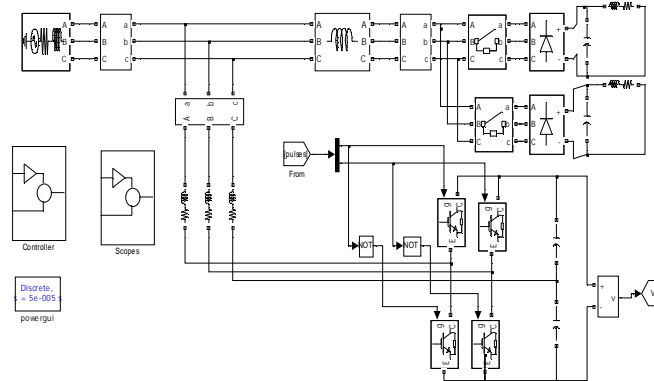 A
B
C
A
B
C
a
b
c
A
B
C
A
B
C
a
b
c
A
B
C
a
b
c
A
B
C
+
-
a
b
c
A
B
C
A
B
C
a
b
c
A
B
C
+
-
[pulses]
From
Controller
Scopes
NOT
NOT
g
C
E
g
C
E
Discrete,
s = 5e-005 s
powergui
+
-
v
V
g
C
E
g
C
E